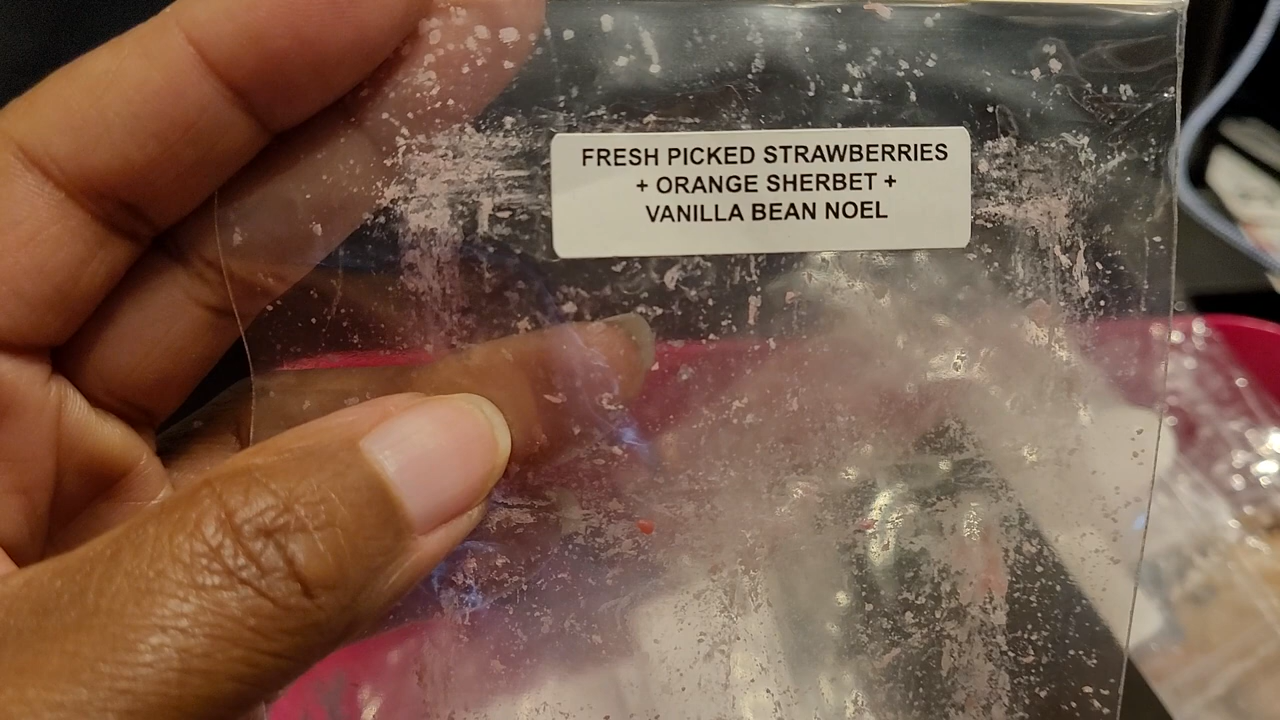 FRESH PICKED STRAWBERRIES
+ ORANGE SHERBET +
VANILLA BEAN NOEL